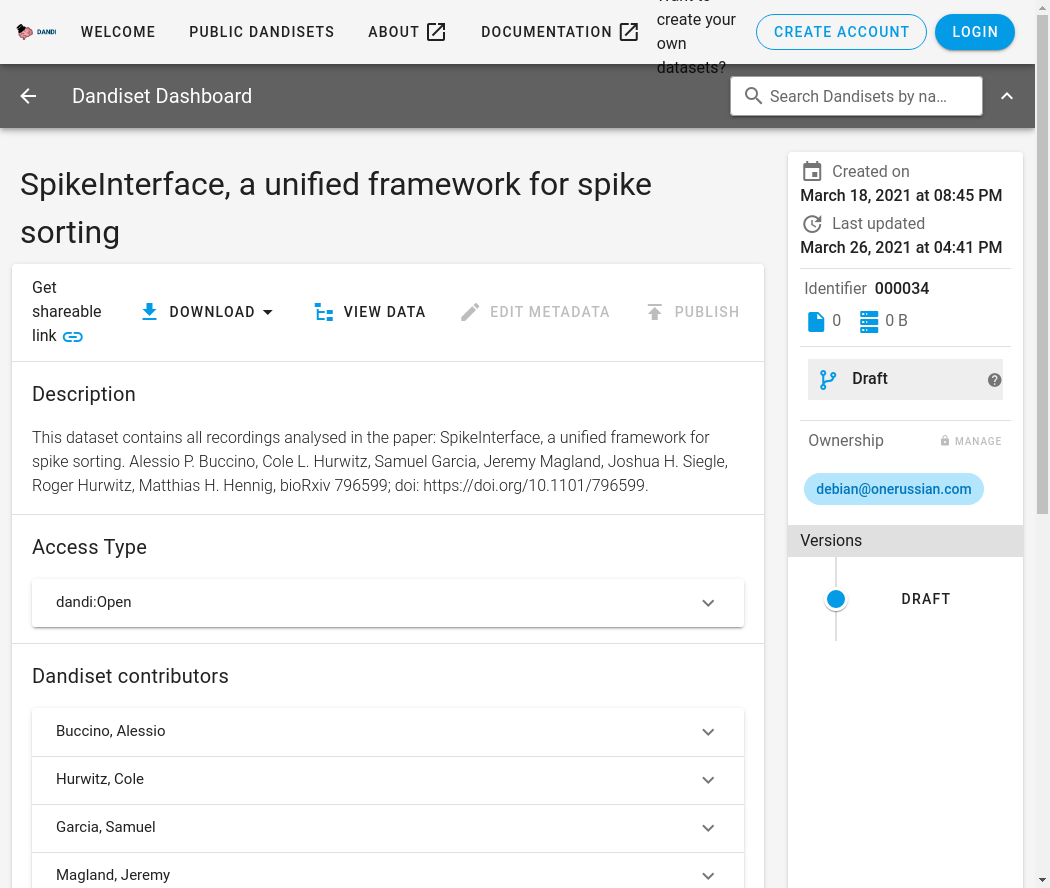 DANDI
WELCOME
PUBLIC DANDISETS
ABOUT
DOCUMENTATION
Want to
create your
own
datasets?
CREATE ACCOUNT
LOGIN
Dandiset Dashboard
Search Dandisets by na…
SpikeInterface, a unified framework for spike
sorting
Get
shareable
link
DOWNLOAD
VIEW DATA
EDIT METADATA
PUBLISH
Description
This dataset contains all recordings analysed in the paper: SpikeInterface, a unified framework for
spike sorting. Alessio P. Buccino, Cole L. Hurwitz, Samuel Garcia, Jeremy Magland, Joshua H. Siegle,
Roger Hurwitz, Matthias H. Hennig, bioRxiv 796599; doi: https://doi.org/10.1101/796599.
Access Type
dandi:Open
Dandiset contributors
Buccino, Alessio
Hurwitz, Cole
Garcia, Samuel
Magland, Jeremy
Created on
March 18, 2021 at 08:45 PM
Last updated
March 26, 2021 at 04:41 PM
Identifier 000034
0
0 B
Draft
Ownership
MANAGE
debian@onerussian.com
Versions
DRAFT